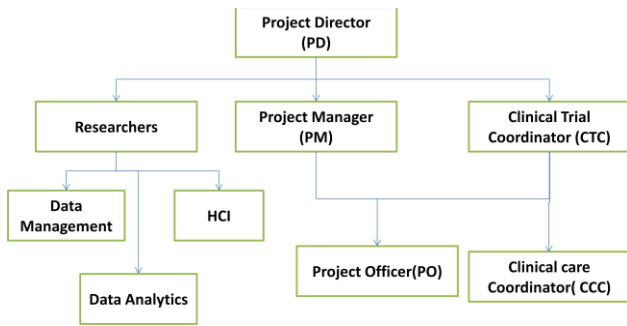 Project Director
(PD)
Researchers
Project Manager
(PM)
Clinical Trial
Coordinator (CTC)
Data
Management
HCI
Data Analytics
Project Officer(PO)
Clinical care
Coordinator( CCC)